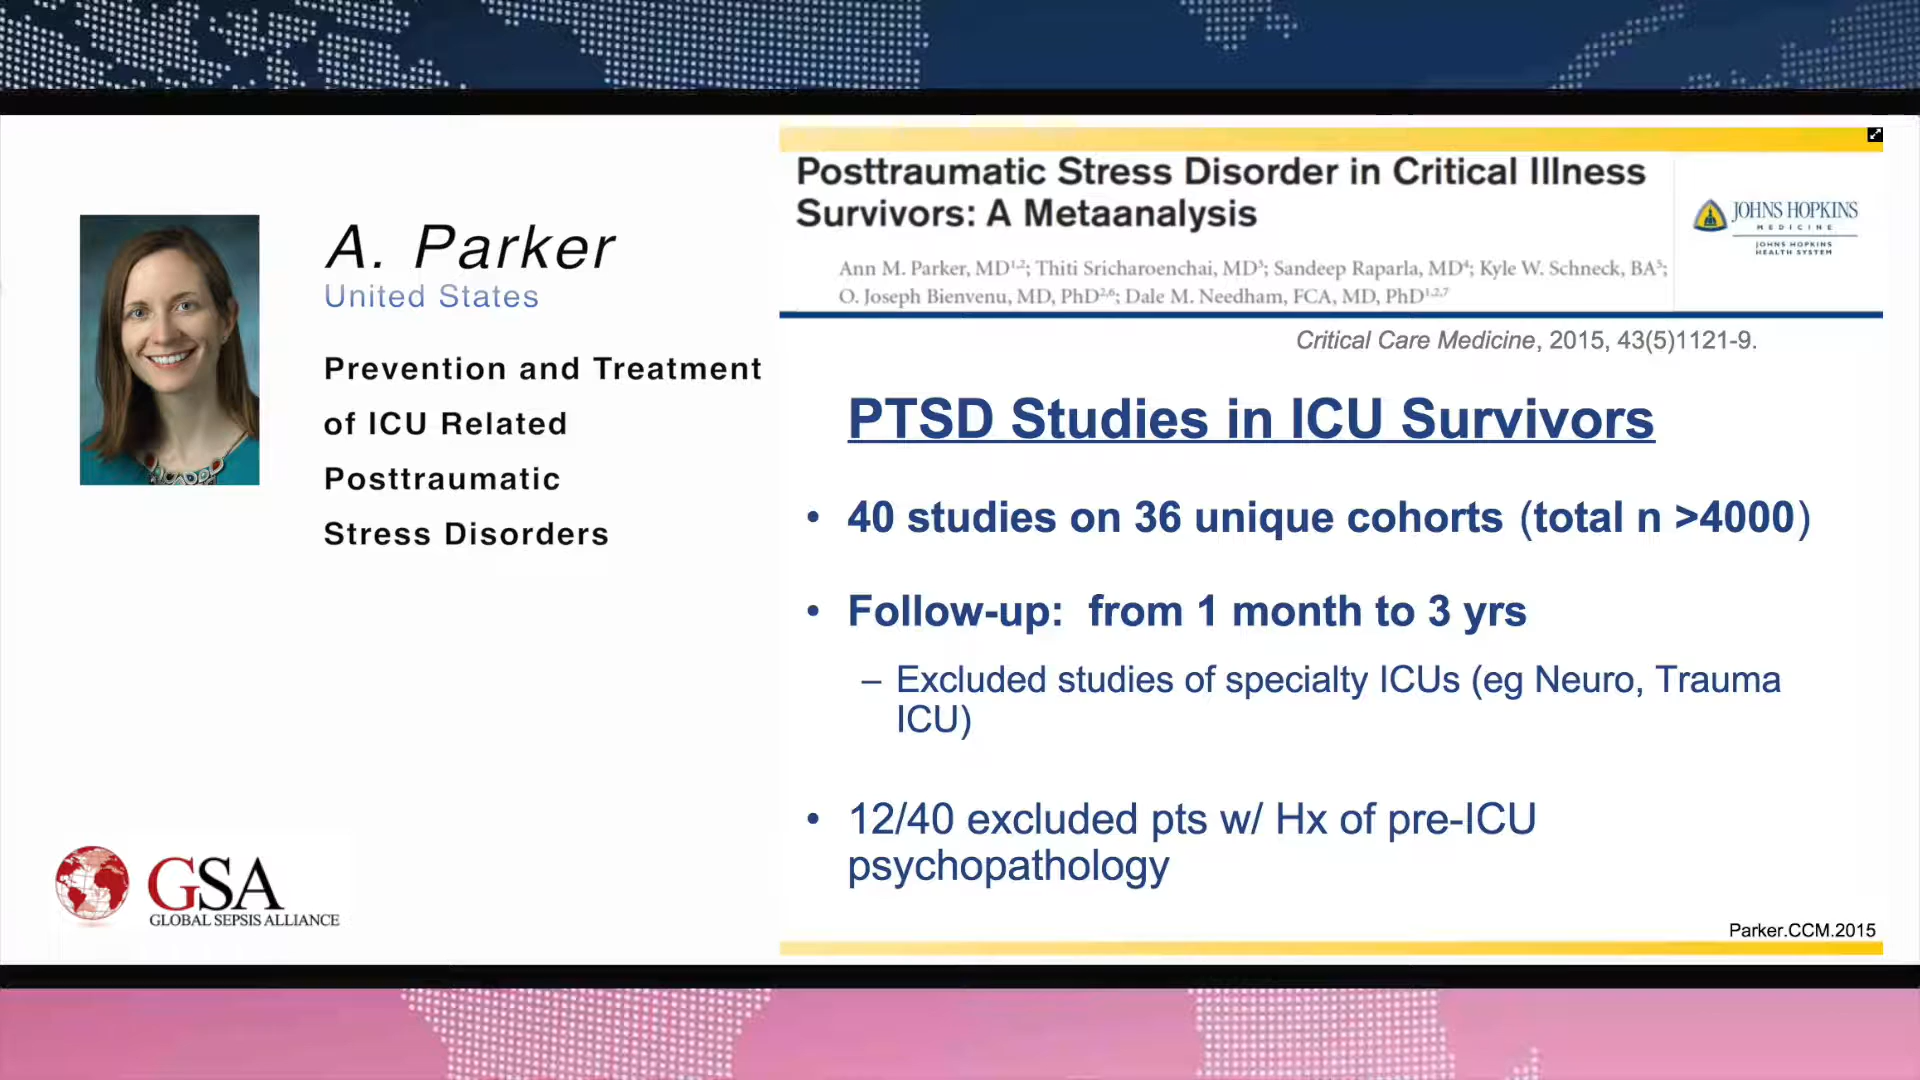 A. Parker
United States
Prevention and Treatment
of ICU Related
Posttraumatic
Stress Disorders
GSA
GLOBAL SEPSIS ALLIANCE
Posttraumatic Stress Disorder in Critical Illness
Survivors: A Metaanalysis
Ann M. Parker, MD1,2; Thiti Sricharoenchai, MD3; Sandeep Raparla, MD4; Kyle W. Schneck, BA5;
O. Joseph Bienvenu, MD, PhD2,6; Dale M. Needham, FCA, MD, PhD1,2,7
JOHNS HOPKINS
MEDICINE
JOHNS HOPKINS
HEALTH SYSTEM
Critical Care Medicine, 2015, 43(5)1121-9.
PTSD Studies in ICU Survivors
• 40 studies on 36 unique cohorts (total n >4000)
• Follow-up: from 1 month to 3 yrs
– Excluded studies of specialty ICUs (eg Neuro, Trauma
ICU)
• 12/40 excluded pts w/ Hx of pre-ICU
psychopathology
Parker.CCM.2015